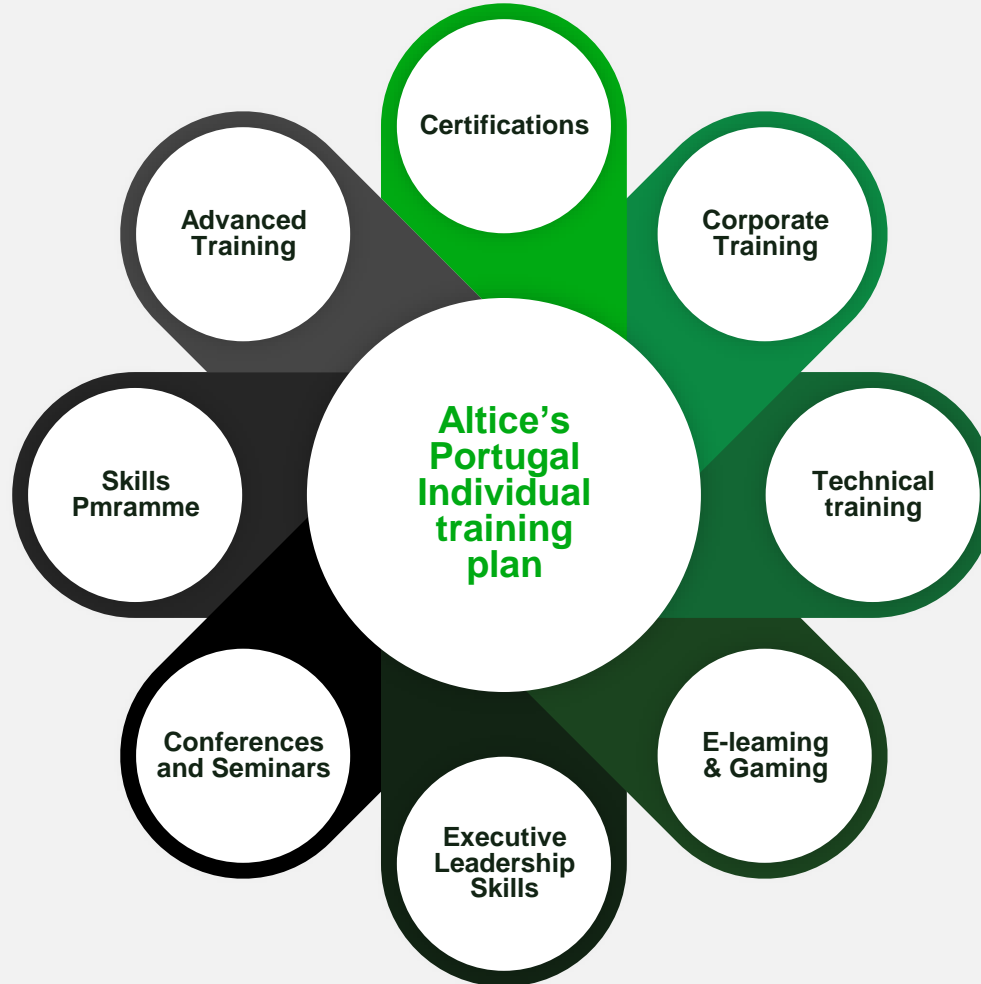 Certifications
Advanced
Training
Corporate
Training
Altice’s
Portugal
Individual
training
plan
Skills
Pmramme
Technical
training
Conferences
and Seminars
E-leaming
& Gaming
Executive
Leadership
Skills